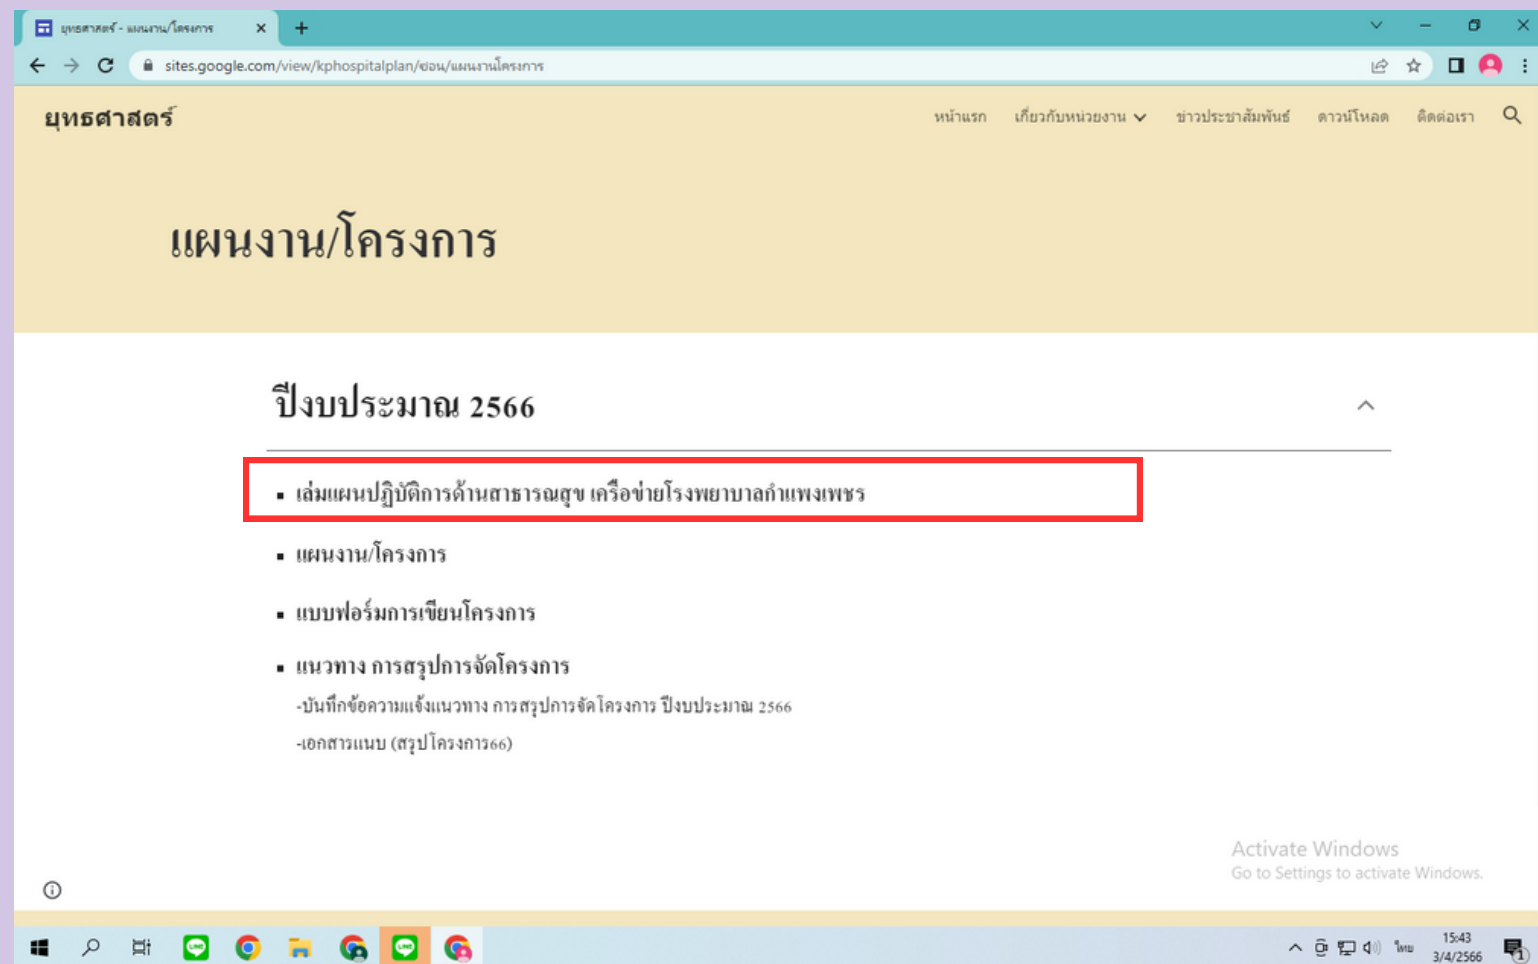 ยุทธศาสตร์ - แผนงาน/โครงการ
sites.google.com/view/kphospitalplan/ซ่อน/แผนงานโครงการ
ยุทธศาสตร์
หน้าแรก เกี่ยวกับหน่วยงาน ข่าวประชาสัมพันธ์ ดาวน์โหลด ติดต่อเรา
แผนงาน/โครงการ
ปีงบประมาณ 2566
▪ เล่มแผนปฏิบัติการด้านสาธารณสุข เครือข่ายโรงพยาบาลกำแพงเพชร
▪ แผนงาน/โครงการ
▪ แบบฟอร์มการเขียนโครงการ
▪ แนวทาง การสรุปการจัดโครงการ
-บันทึกข้อความแจ้งแนวทาง การสรุปการจัดโครงการ ปีงบประมาณ 2566
-เอกสารแนบ (สรุปโครงการ66)
Activate Windows
Go to Settings to activate Windows.
LINE LINE
ไทย
15:43
3/4/2566
1